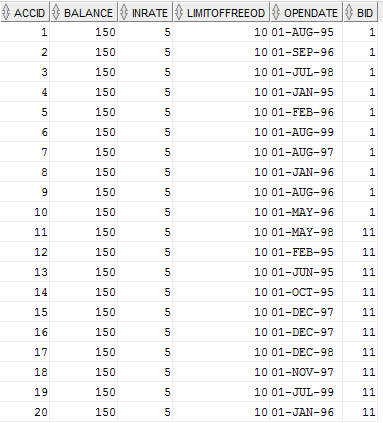 ACCID BALANCE INRATE LIMITOFFREEOD OPENDATE BID
1 150 5 10 01-AUG-95 1
2 150 5 10 01-SEP-96 1
3 150 5 10 01-JUL-98 1
4 150 5 10 01-JAN-95 1
5 150 5 10 01-FEB-96 1
6 150 5 10 01-AUG-99 1
7 150 5 10 01-AUG-97 1
8 150 5 10 01-JAN-96 1
9 150 5 10 01-AUG-96 1
10 150 5 10 01-MAY-96 1
11 150 5 10 01-MAY-98 11
12 150 5 10 01-FEB-95 11
13 150 5 10 01-JUN-95 11
14 150 5 10 01-OCT-95 11
15 150 5 10 01-DEC-97 11
16 150 5 10 01-DEC-97 11
17 150 5 10 01-DEC-98 11
18 150 5 10 01-NOV-97 11
19 150 5 10 01-JUL-99 11
20 150 5 10 01-JAN-96 11